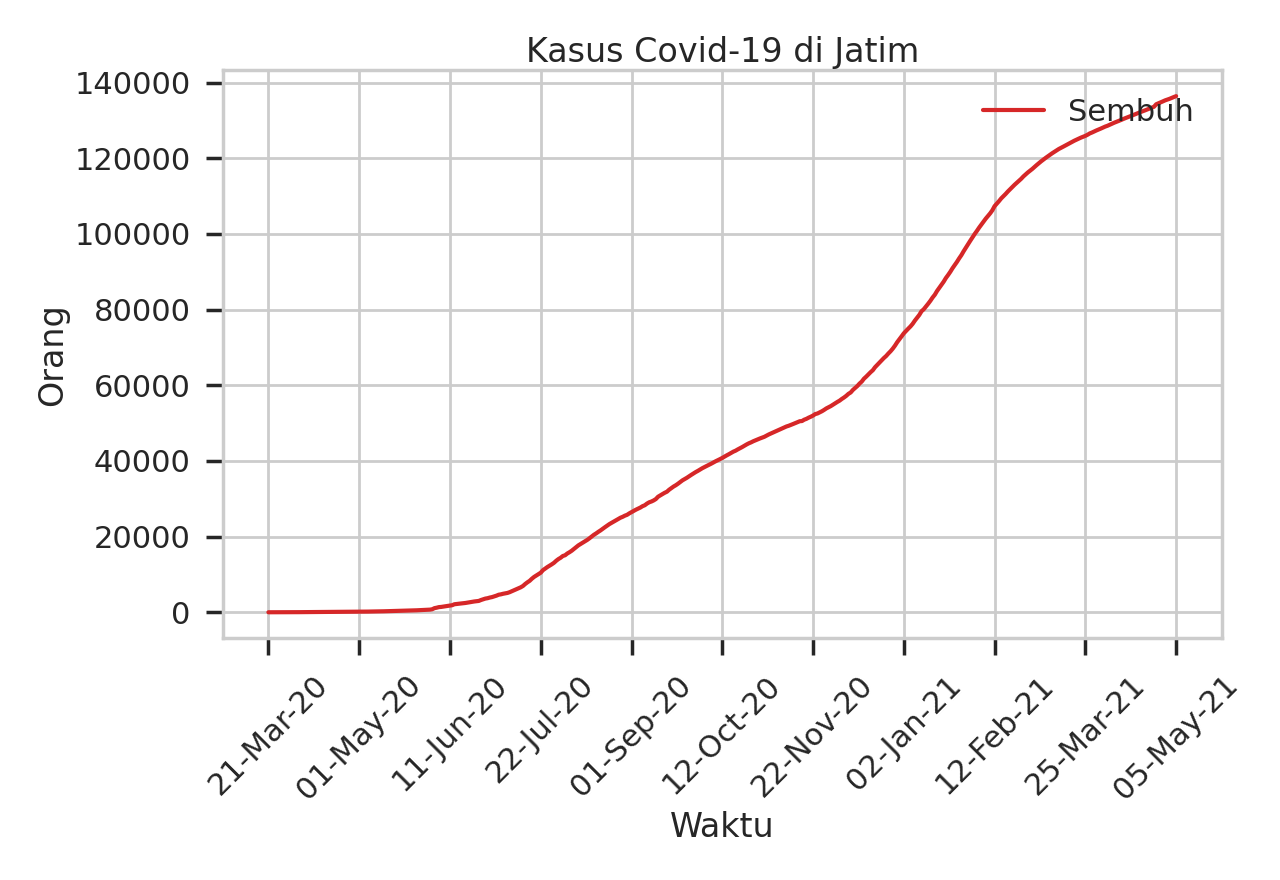 Kasus Covid-19 di Jatim
Sembuh
Orang
140000
120000
100000
80000
60000
40000
20000
0
21-Mar-20
01-May-20
11-Jun-20
22-Jul-20
01-Sep-20
12-Oct-20
22-Nov-20
02-Jan-21
12-Feb-21
25-Mar-21
05-May-21
Waktu